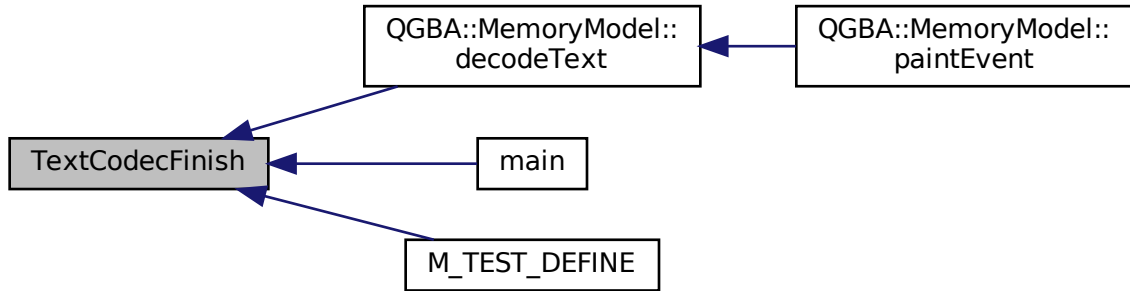 QGBA::MemoryModel::
decodeText
QGBA::MemoryModel::
paintEvent
TextCodecFinish
main
M_TEST_DEFINE